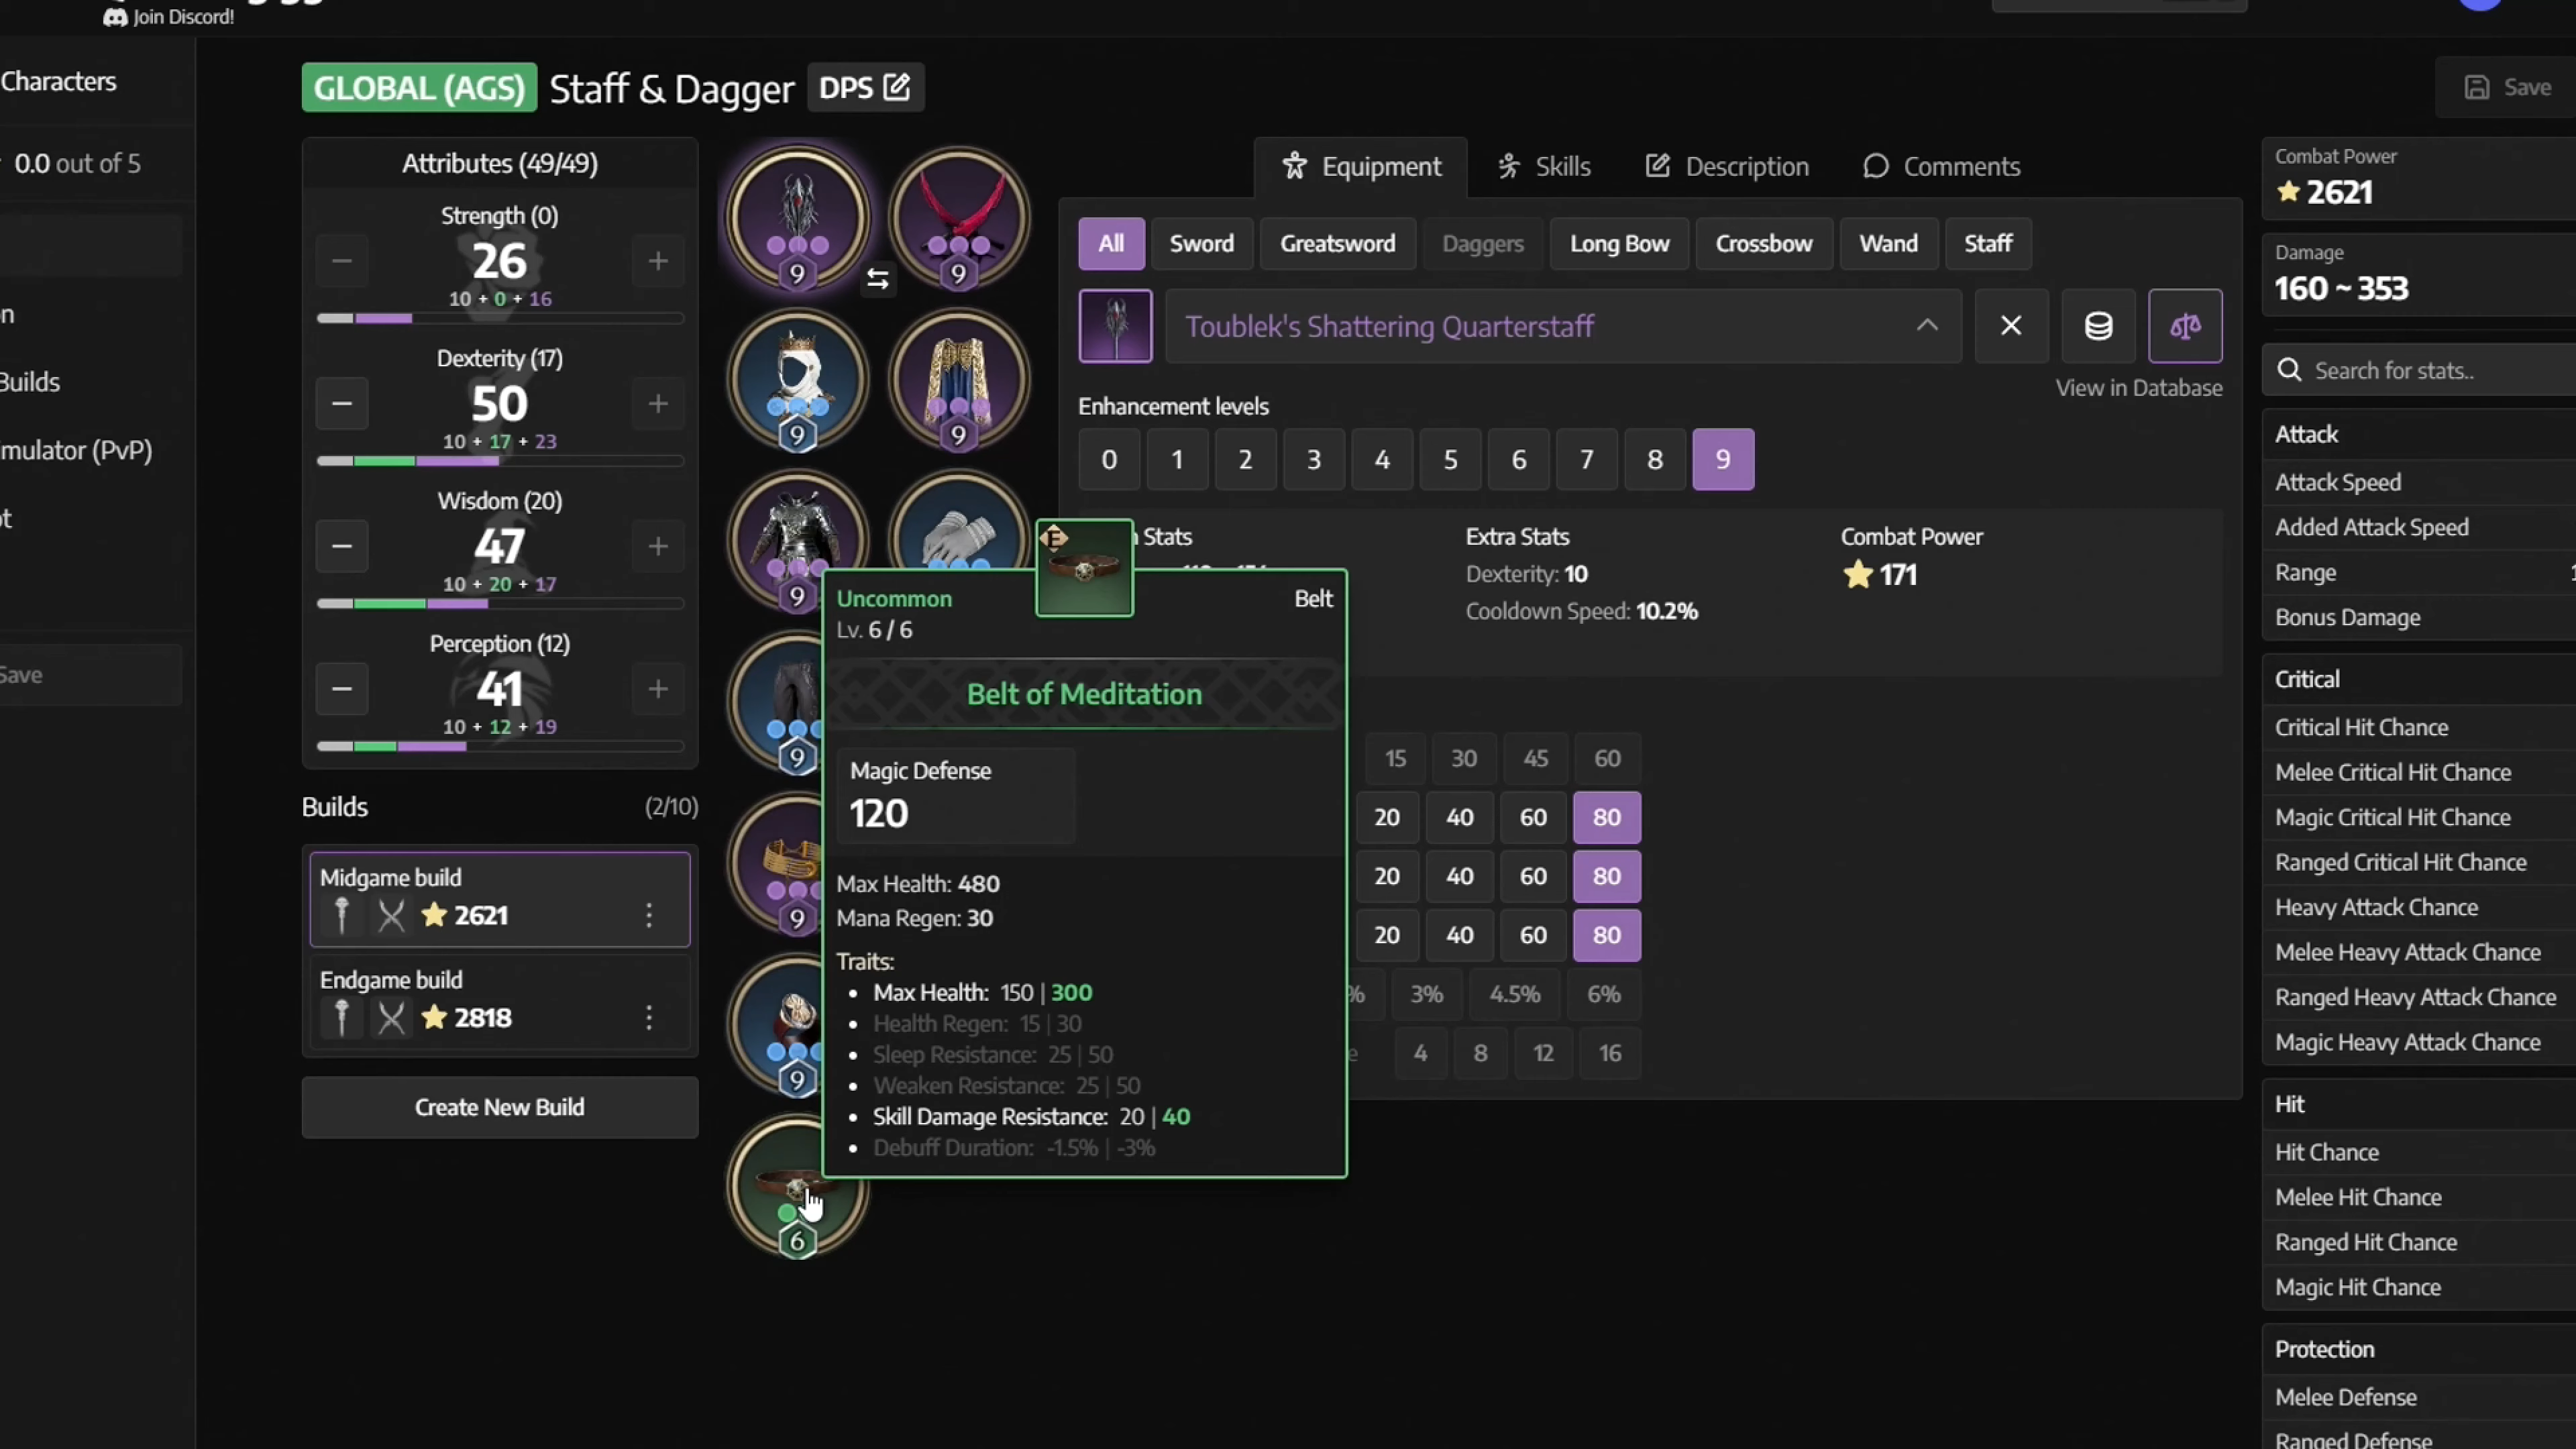 Join Discord!
Characters
0.0 out of 5
Builds
imulator (PvP)
Save
GLOBAL (AGS) Staff & Dagger DPS
Save
Attributes (49/49)
Strength (0)
26
10 + 0 + 16
Dexterity (17)
50
10 + 17 + 23
Wisdom (20)
47
10 + 20 + 17
Perception (12)
41
10 + 12 + 19
Builds (2/10)
Midgame build
2621
Endgame build
2818
Create New Build
9 9
9 9
9
9
9
9
6
Equipment Skills Description Comments
All Sword Greatsword Daggers Long Bow Crossbow Wand Staff
Toublek's Shattering Quarterstaff
View in Database
Enhancement levels
0 1 2 3 4 5 6 7 8 9
Stats Extra Stats Combat Power
Dexterity: 10 171
Cooldown Speed: 10.2%
15 30 45 60
20 40 60 80
20 40 60 80
20 40 60 80
% 3% 4.5% 6%
e 4 8 12 16
E
Uncommon Belt
Lv. 6 / 6
Belt of Meditation
Magic Defense
120
Max Health: 480
Mana Regen: 30
Traits:
• Max Health: 150 | 300
• Health Regen: 15 | 30
• Sleep Resistance: 25 | 50
• Weaken Resistance: 25 | 50
• Skill Damage Resistance: 20 | 40
• Debuff Duration: -1.5% | -3%
Combat Power
2621
Damage
160 ~ 353
Search for stats..
Attack
Attack Speed
Added Attack Speed
Range
Bonus Damage
Critical
Critical Hit Chance
Melee Critical Hit Chance
Magic Critical Hit Chance
Ranged Critical Hit Chance
Heavy Attack Chance
Melee Heavy Attack Chance
Ranged Heavy Attack Chance
Magic Heavy Attack Chance
Hit
Hit Chance
Melee Hit Chance
Ranged Hit Chance
Magic Hit Chance
Protection
Melee Defense
Ranged Defense